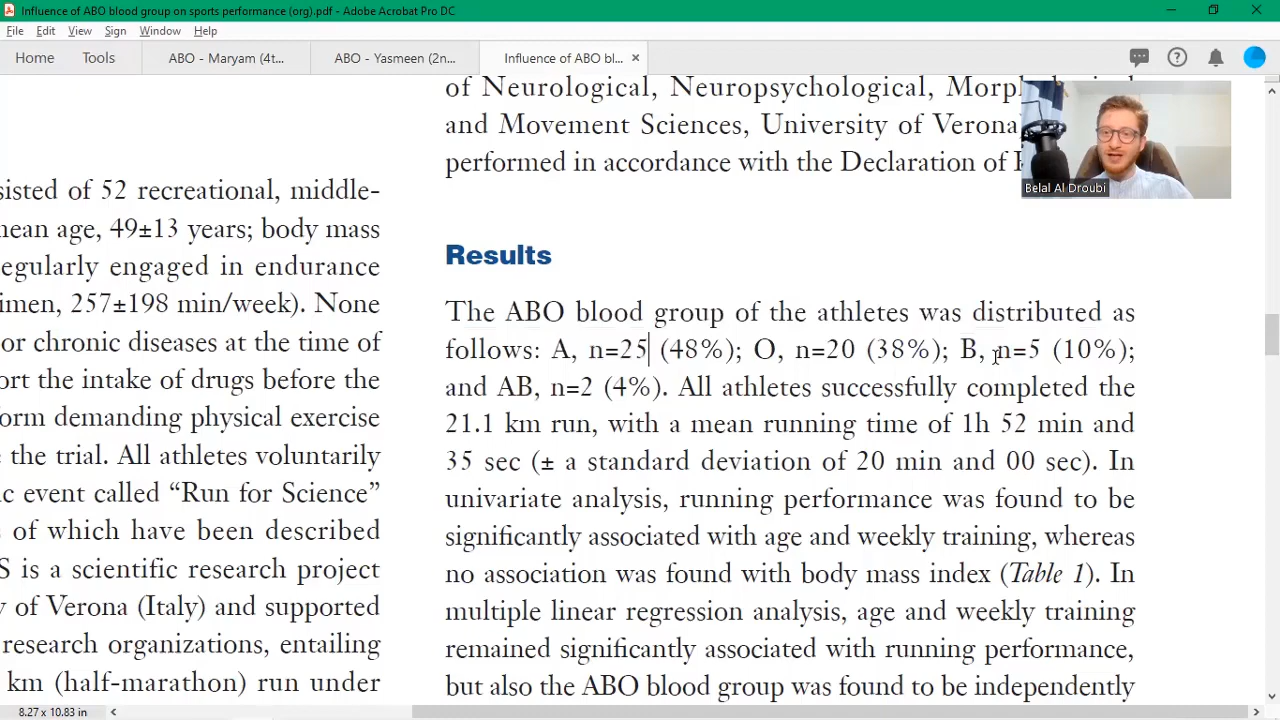 Influence of ABO blood group on sports performance (org).pdf - Adobe Acrobat Pro DC
File Edit View Sign Window Help
Home Tools ABO - Maryam (4t... ABO - Yasmeen (2n... Influence of ABO bl... ×
sisted of 52 recreational, middle-
mean age, 49±13 years; body mass
egularly engaged in endurance
imen, 257±198 min/week). None
or chronic diseases at the time of
ort the intake of drugs before the
form demanding physical exercise
the trial. All athletes voluntarily
ic event called “Run for Science”
s of which have been described
S is a scientific research project
y of Verona (Italy) and supported
research organizations, entailing
km (half-marathon) run under
of Neurological, Neuropsychological,
and Movement Sciences, University of Verona
performed in accordance with the Declaration of
Belal Al Droubi
Results
The ABO blood group of the athletes was distributed as
follows: A, n=25 (48%); O, n=20 (38%); B, n=5 (10%);
and AB, n=2 (4%). All athletes successfully completed the
21.1 km run, with a mean running time of 1h 52 min and
35 sec (± a standard deviation of 20 min and 00 sec). In
univariate analysis, running performance was found to be
significantly associated with age and weekly training, whereas
no association was found with body mass index (Table 1). In
multiple linear regression analysis, age and weekly training
remained significantly associated with running performance,
but also the ABO blood group was found to be independently
8.27 x 10.83 in